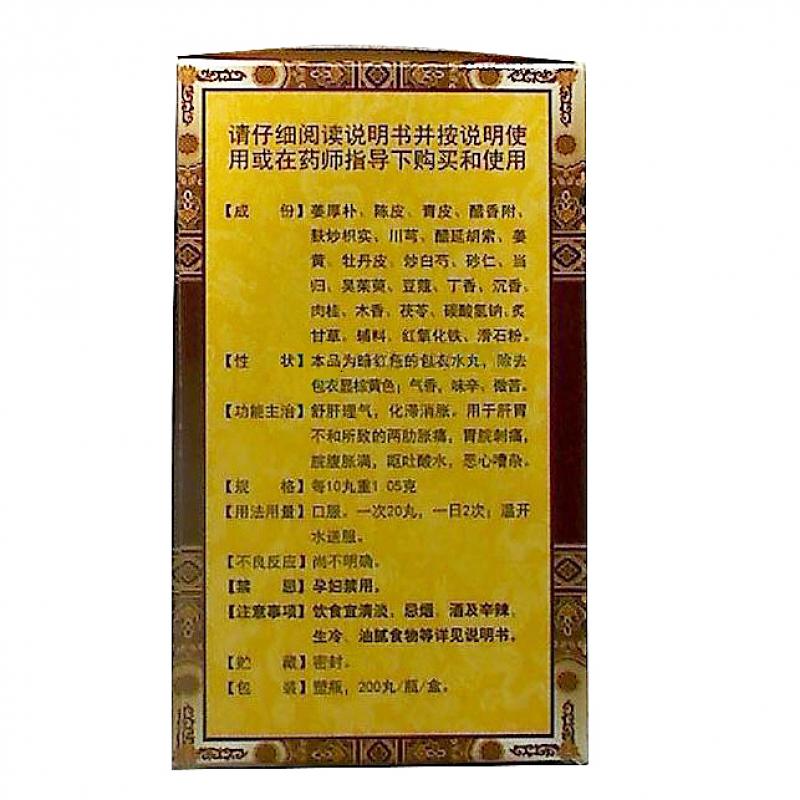 请仔细阅读说明书并按说明使
用或在药师指导下购买和使用
【成 份】姜厚朴、陈皮、青皮、醋香附、
麸炒枳实、川芎、醋延胡索、姜
黄、牡丹皮、炒白芍、砂仁、当
归、吴茱萸、豆蔻、丁香、沉香、
肉桂、木香、茯苓、碳酸氢钠、炙
甘草。辅料、红氧化铁、滑石粉。
【性 状】本品为暗红色的包衣水丸，除去
包衣显棕黄色；气香，味辛、微苦。
【功能主治】舒肝理气，化滞消胀。用于肝胃
不和所致的两肋胀痛，胃脘刺痛，
脘腹胀满，呕吐酸水，恶心嘈杂。
【规 格】每10丸重1 05克
【用法用量】口服。一次20丸，一日2次；温开
水送服。
【不良反应】尚不明确。
【禁 忌】孕妇禁用。
【注意事项】饮食宜清淡，忌烟、酒及辛辣、
生冷、油腻食物等详见说明书。
【贮 藏】密封。
【包 装】塑瓶，200丸/瓶/盒。